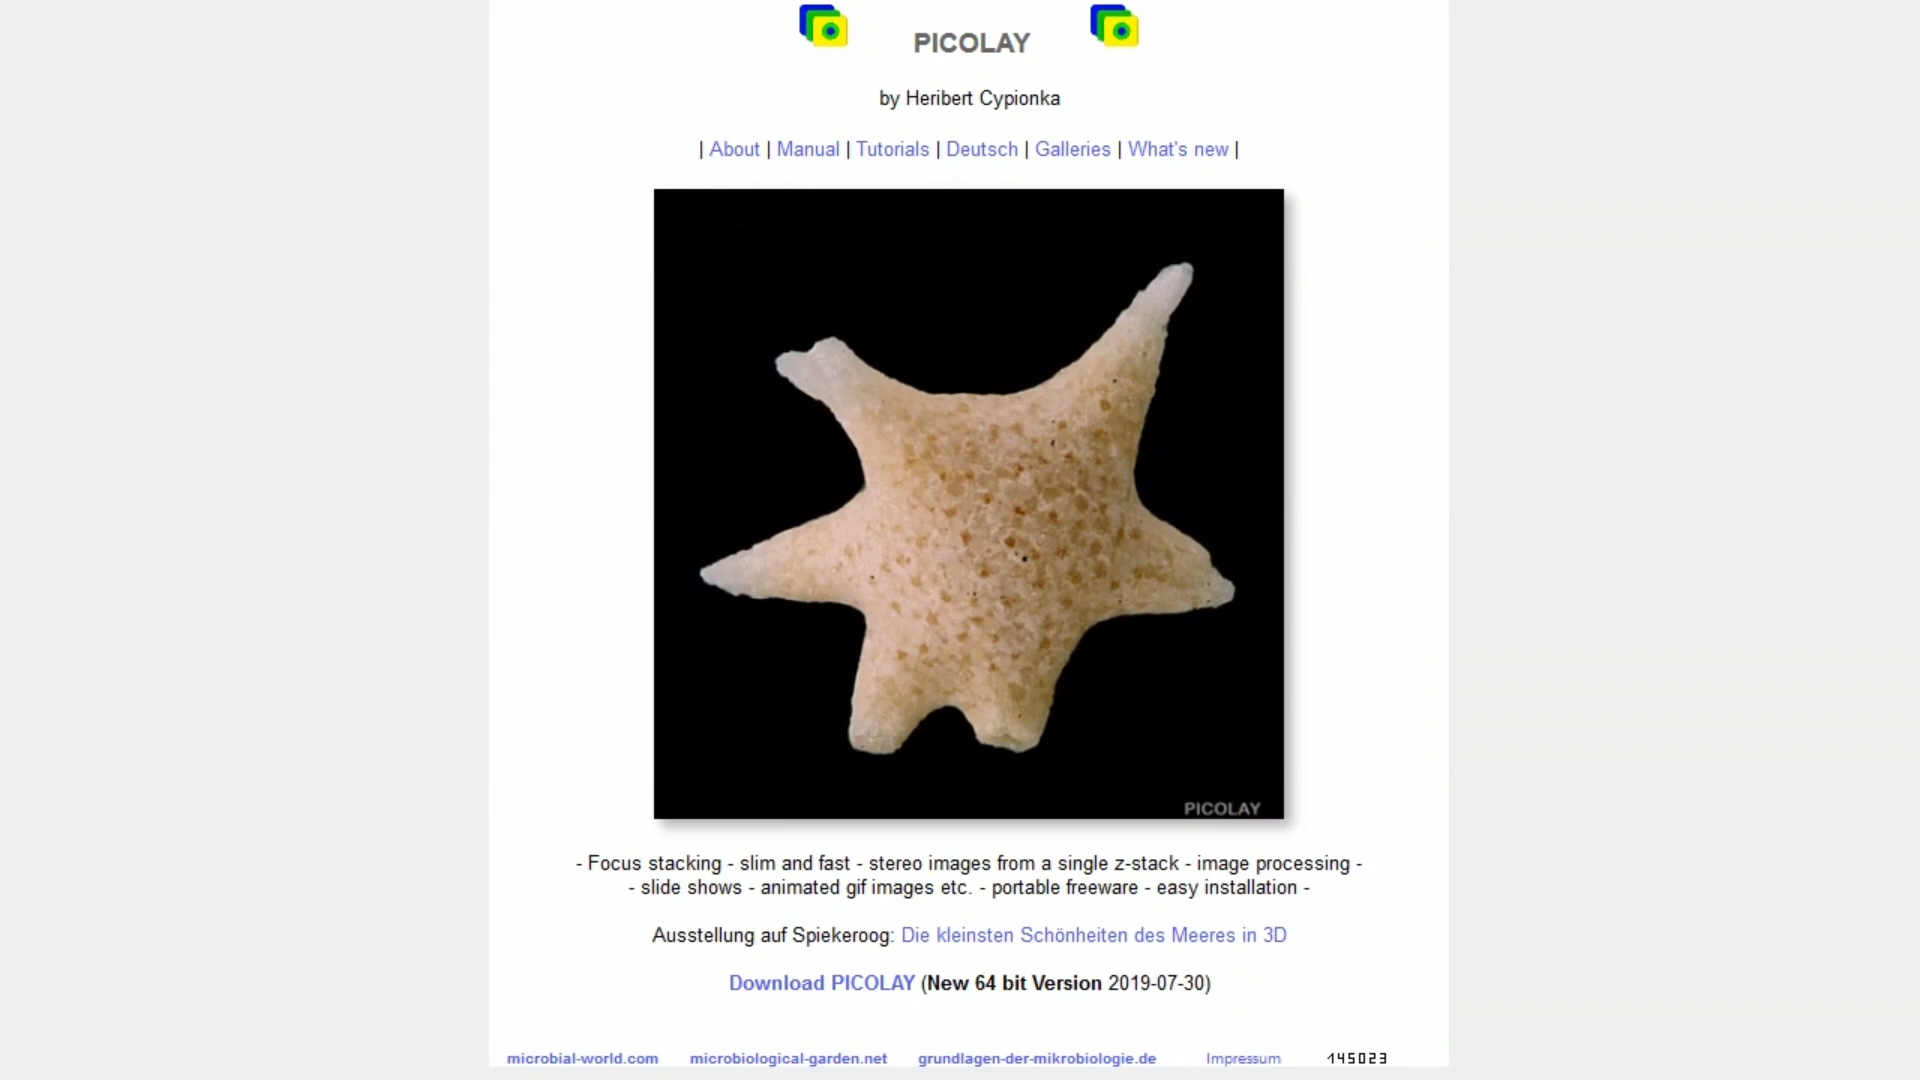 PICOLAY
by Heribert Cypionka
| About | Manual | Tutorials | Deutsch | Galleries | What's new |
PICOLAY
- Focus stacking - slim and fast - stereo images from a single z-stack - image processing -
- slide shows - animated gif images etc. - portable freeware - easy installation -
Ausstellung auf Spiekeroog: Die kleinsten Schönheiten des Meeres in 3D
Download PICOLAY (New 64 bit Version 2019-07-30)
microbial-world.com microbiological-garden.net grundlagen-der-mikrobiologie.de Impressum 145023